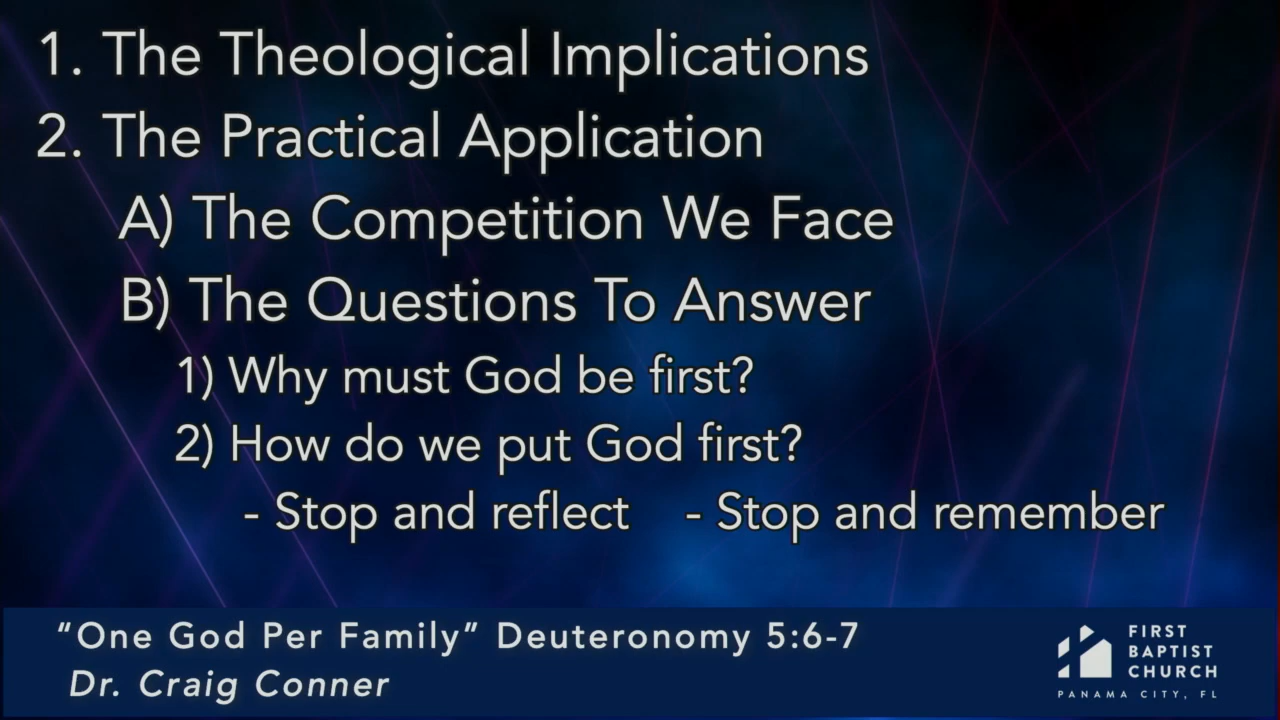 1. The Theological Implications
2. The Practical Application
A) The Competition We Face
B) The Questions To Answer
1) Why must God be first?
2) How do we put God first?
- Stop and reflect - Stop and remember
“One God Per Family” Deuteronomy 5:6-7
Dr. Craig Conner
FIRST
BAPTIST
CHURCH
PANAMA CITY, FL